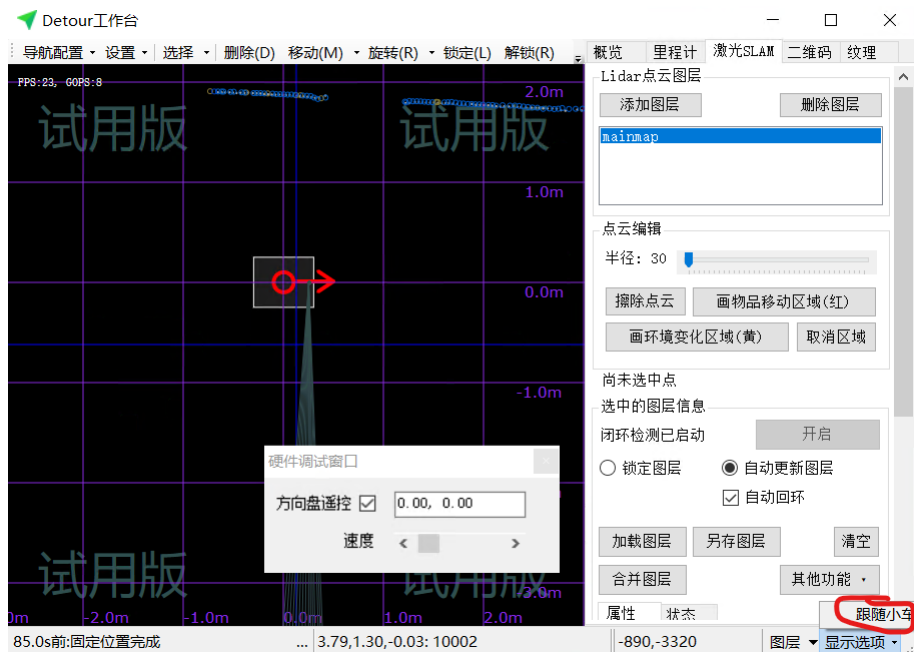 Detour工作台
导航配置 设置 选择 删除(D) 移动(M) 旋转(R) 锁定(L) 解锁(R)
概览 里程计 激光SLAM 二维码 纹理
FPS:23, GOPS:8
试用版 试用版
2.0m
1.0m
0.0m
-1.0m
硬件调试窗口
方向盘遥控 0.00, 0.00
速度
试用版 试用版
-3.0m
0m -2.0m -1.0m 0.0m 1.0m 2.0m
Lidar点云图层
添加图层 删除图层
mainmap
点云编辑
半径: 30
擦除点云 画物品移动区域(红)
画环境变化区域(黄) 取消区域
尚未选中点
选中的图层信息
闭环检测已启动 开启
锁定图层 自动更新图层
自动回环
加载图层 另存图层 清空
合并图层 其他功能
属性 状态
跟随小车
85.0s前:固定位置完成 ... 3.79,1.30,-0.03: 10002 -890,-3320 图层 显示选项